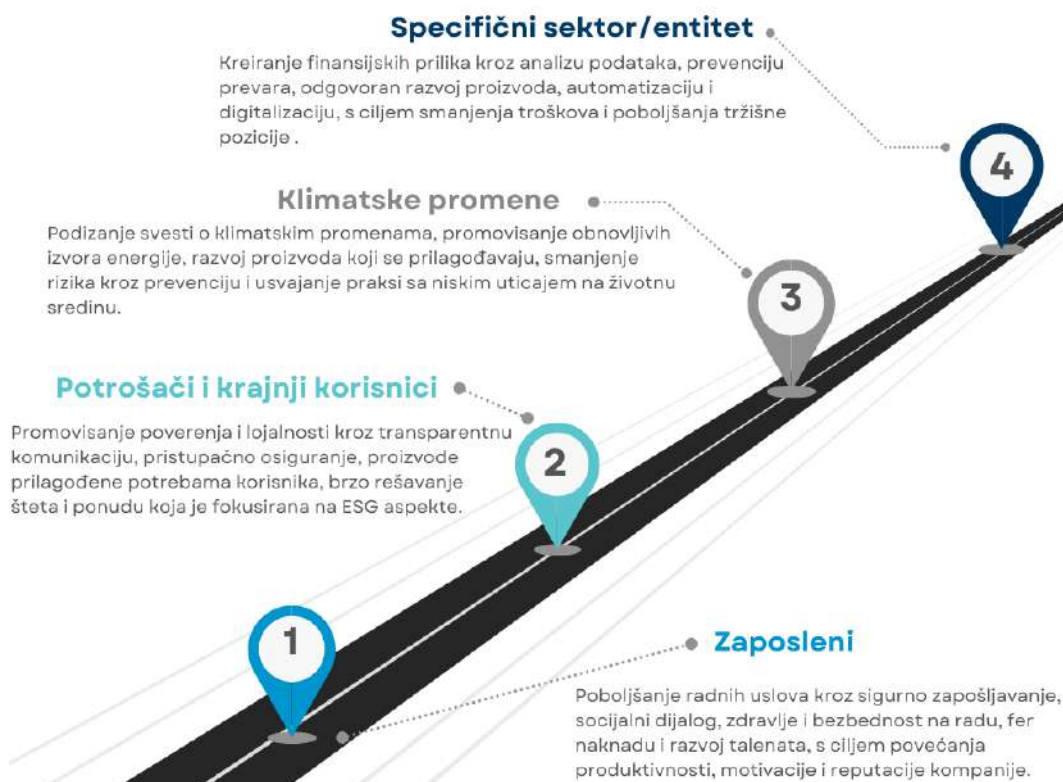 Specifični sektor/entitet
Kreiranje finansijskih prilika kroz analizu podataka, prevenciju
prevara, odgovoran razvoj proizvoda, automatizaciju i
digitalizaciju, s ciljem smanjenja troškova i poboljšanja tržišne
pozicije .
4
Klimatske promene
Podizanje svesti o klimatskim promenama, promovisanje obnovljivih
izvora energije, razvoj proizvoda koji se prilagođavaju, smanjenje
rizika kroz prevenciju i usvajanje praksi sa niskim uticajem na životnu
sredinu.
3
Potrošači i krajnji korisnici
Promovisanje poverenja i lojalnosti kroz transparentnu
komunikaciju, pristupačno osiguranje, proizvode
prilagođene potrebama korisnika, brzo rešavanje
šteta i ponudu koja je fokusirana na ESG aspekte.
2
1
Zaposleni
Poboljšanje radnih uslova kroz sigurno zapošljavanje,
socijalni dijalog, zdravlje i bezbednost na radu, fer
naknadu i razvoj talenata, s ciljem povećanja
produktivnosti, motivacije i reputacije kompanije.